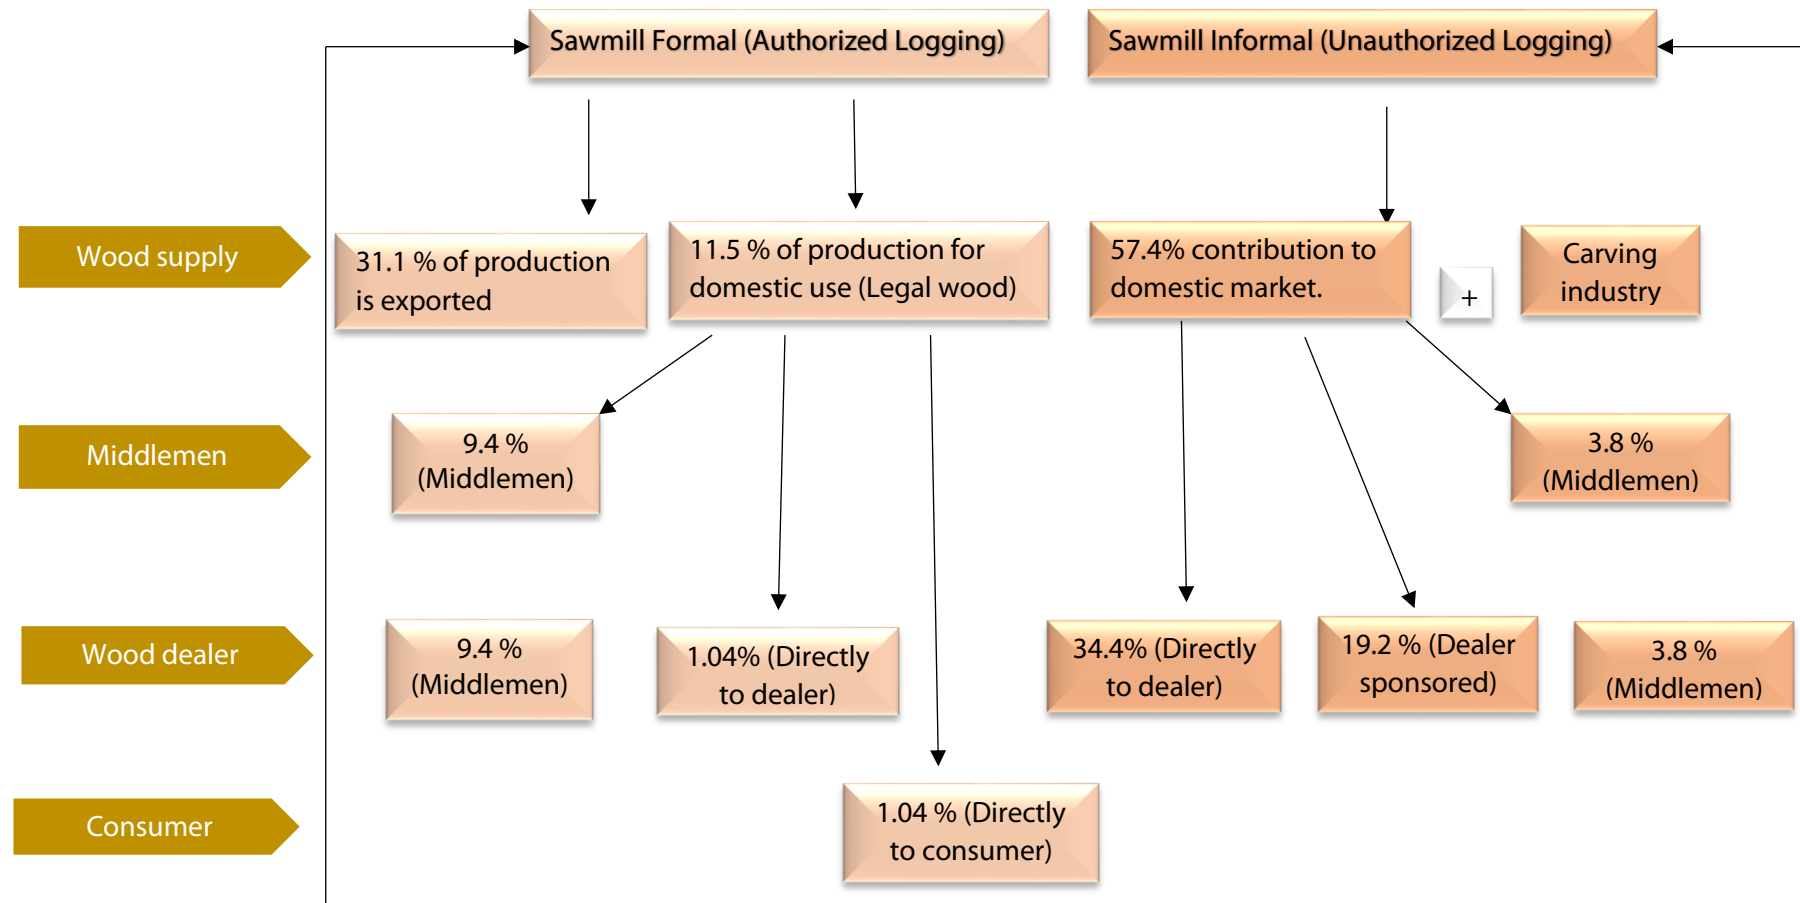 Sawmill Formal (Authorized Logging)
Sawmill Informal (Unauthorized Logging)
Wood supply
31.1 % of production
is exported
11.5 % of production for
domestic use (Legal wood)
57.4% contribution to
domestic market.
+
Carving
industry
Middlemen
9.4 %
(Middlemen)
3.8 %
(Middlemen)
Wood dealer
9.4 %
(Middlemen)
1.04% (Directly
to dealer)
34.4% (Directly
to dealer)
19.2 % (Dealer
sponsored)
3.8 %
(Middlemen)
Consumer
1.04 % (Directly
to consumer)